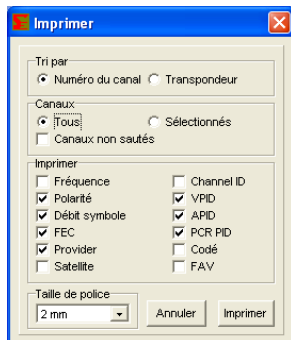 Imprimer
Tri par
Numéro du canal Transpondeur
Canaux
Tous Sélectionnés
Canaux non sautés
Imprimer
Fréquence Channel ID
Polarité VPID
Débit symbole APID
FEC PCR PID
Provider Codé
Satellite FAV
Taille de police
2 mm Annuler Imprimer